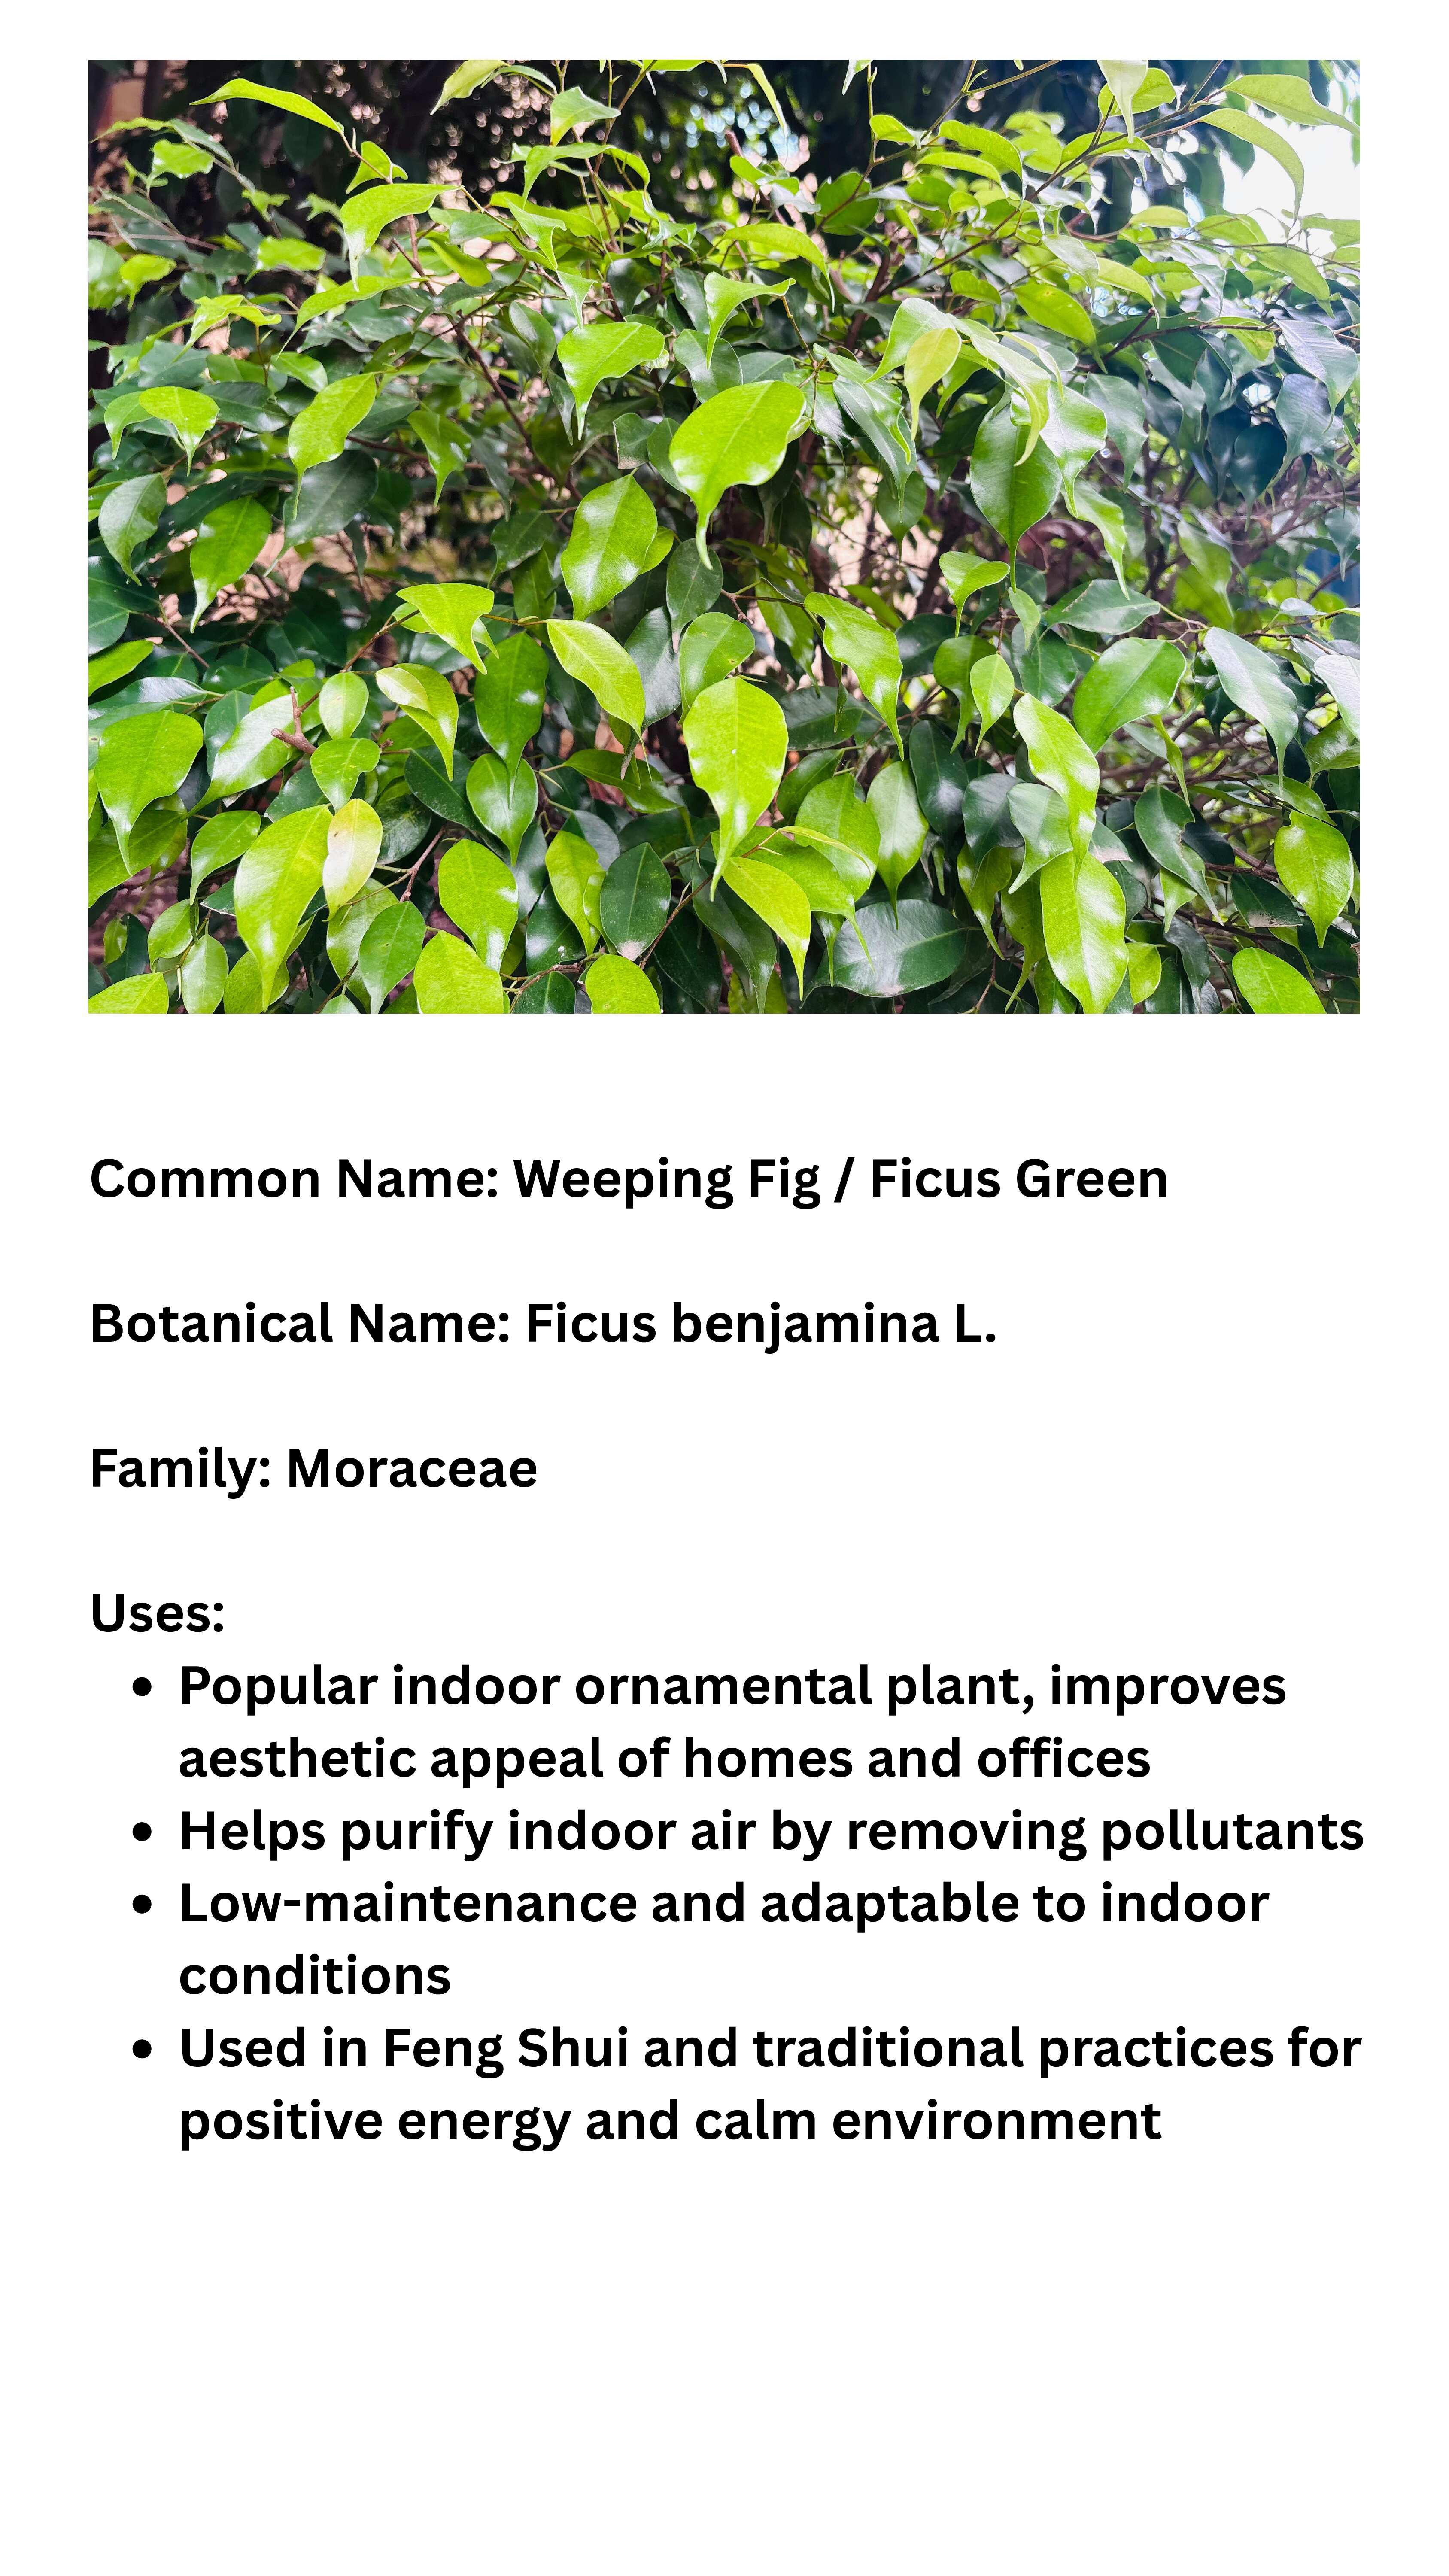 Common Name: Weeping Fig / Ficus Green
Botanical Name: Ficus benjamina L.
Family: Moraceae
Uses:
• Popular indoor ornamental plant, improves
aesthetic appeal of homes and offices
• Helps purify indoor air by removing pollutants
• Low-maintenance and adaptable to indoor
conditions
• Used in Feng Shui and traditional practices for
positive energy and calm environment